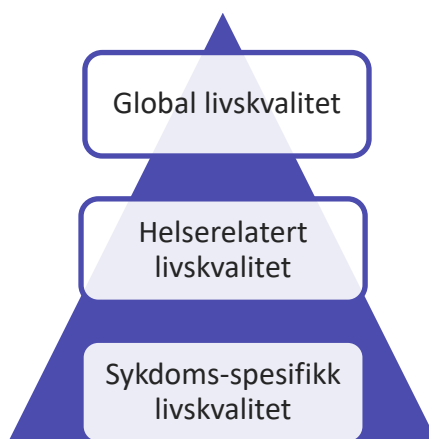 Global livskvalitet
Helserelatert
livskvalitet
Sykdoms-spesifikk
livskvalitet